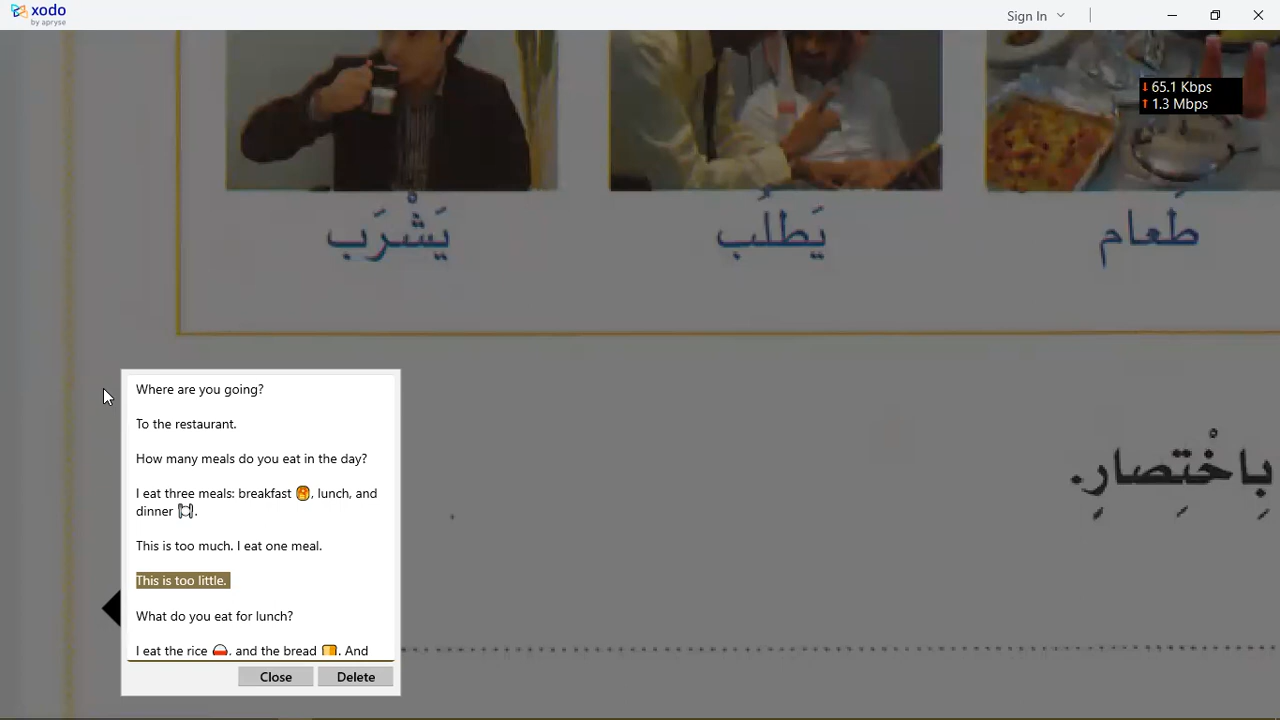 xodo
by apryse
Sign In
↓ 65.1 Kbps
↑ 1.3 Mbps
يَشْرَب
يَطلُب
طَعام
بِاخْتِصارٍ.
Where are you going?
To the restaurant.
How many meals do you eat in the day?
I eat three meals: breakfast 🥞, lunch, and
dinner 🍽.
This is too much. I eat one meal.
This is too little.
What do you eat for lunch?
I eat the rice 🍚, and the bread 🍞. And
Close
Delete